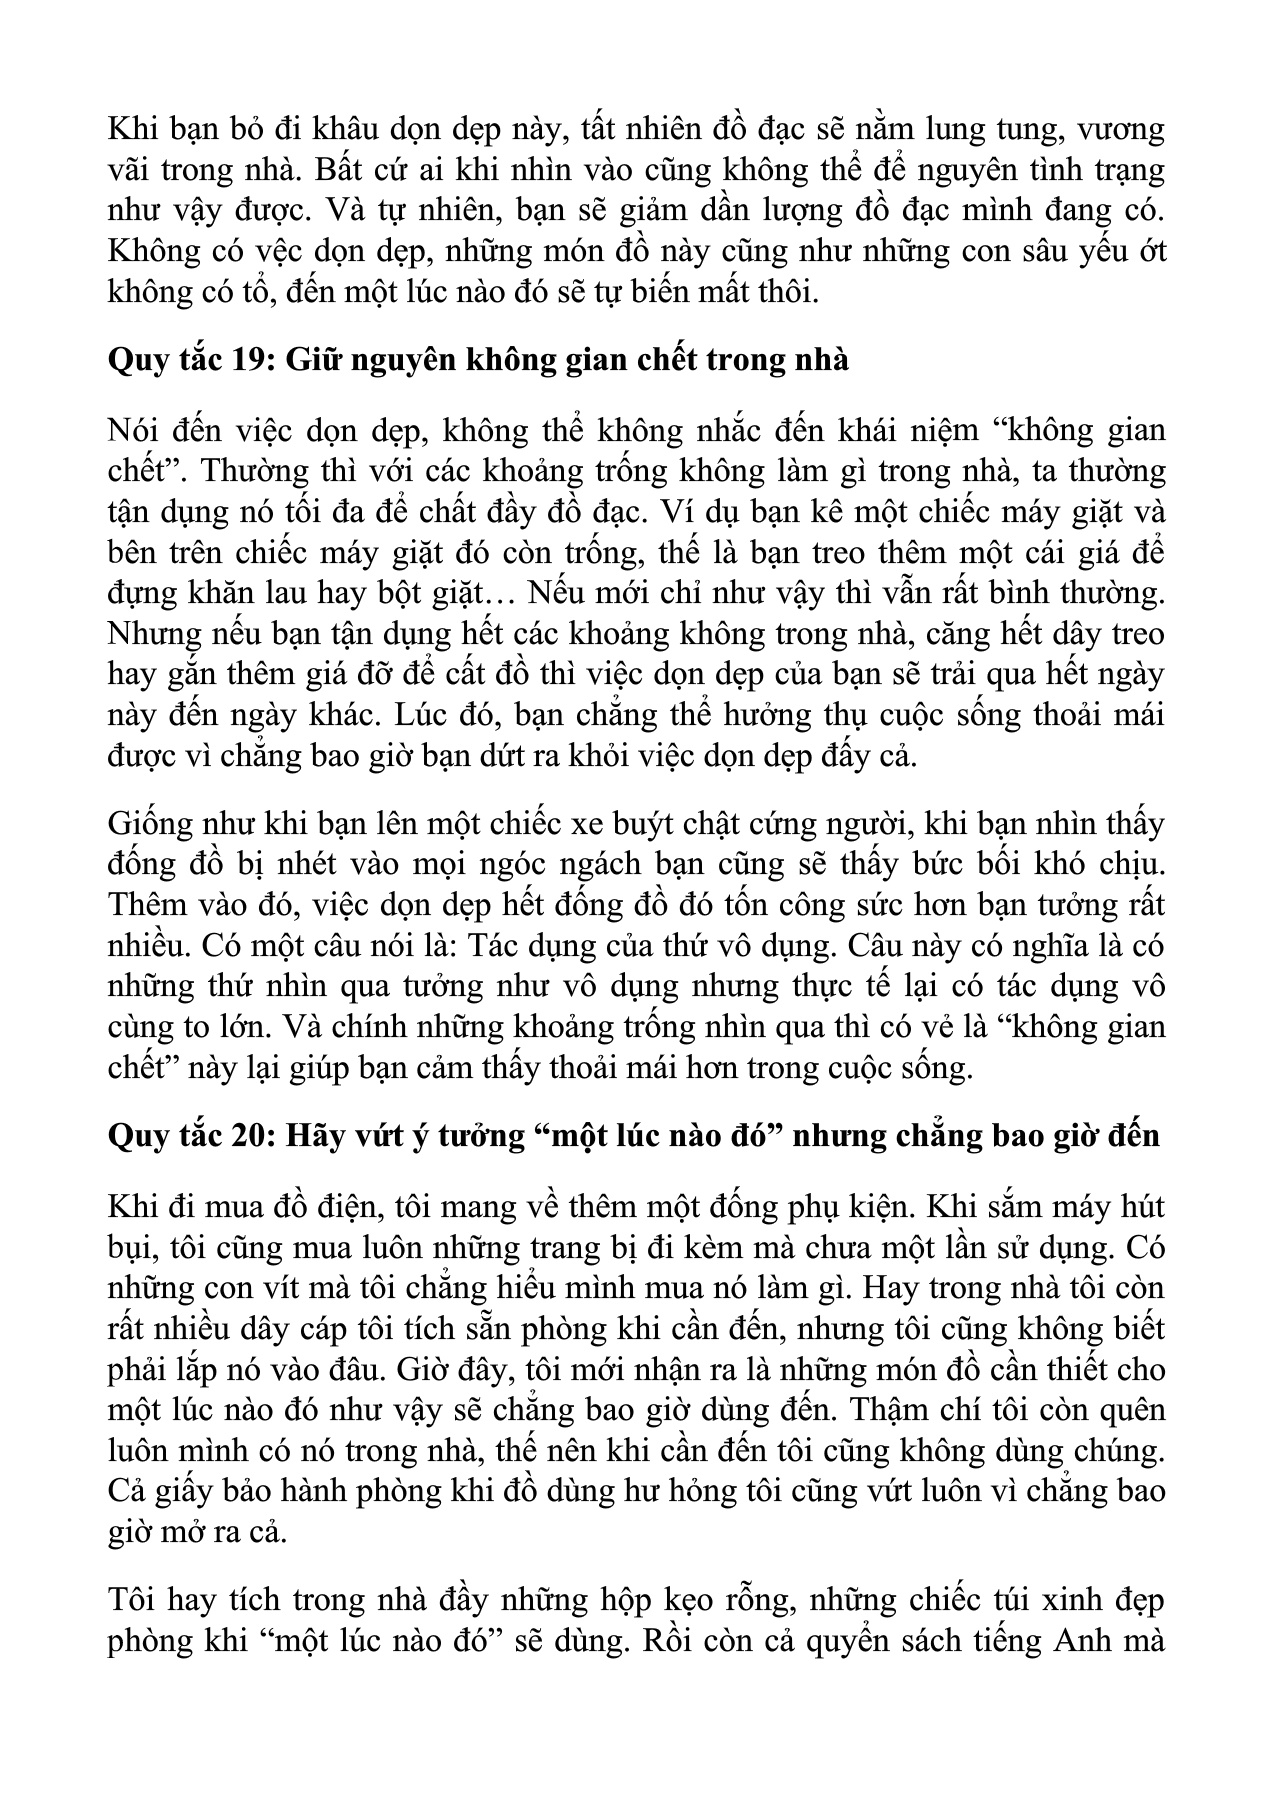 Khi bạn bỏ đi khâu dọn dẹp này, tất nhiên đồ đạc sẽ nằm lung tung, vương
vãi trong nhà. Bất cứ ai khi nhìn vào cũng không thể để nguyên tình trạng
như vậy được. Và tự nhiên, bạn sẽ giảm dần lượng đồ đạc mình đang có.
Không có vệc dọn dẹp, những món đồ này cũng như những con sâu yếu ớt
không có tổ, đến một lúc nào đó sẽ tự biến mất thôi.
Quy tắc 19: Giữ nguyên không gian chết trong nhà
Nói đến việc dọn dẹp, không thể không nhắc đến khái niệm “không gian
chết”. Thường thì với các khoảng trống không làm gì trong nhà, ta thường
tận dụng nó tối đa để chất đầy đồ đạc. Ví dụ bạn kê một chiếc máy giặt và
bên trên chiếc máy giặt đó còn trống, thế là bạn treo thêm một cái giá để
đựng khăn lau hay bột giặt… Nếu mới chỉ như vậy thì vẫn rất bình thường.
Nhưng nếu bạn tận dụng hết các khoảng không trong nhà, căng hết dây treo
hay gắn thêm giá đỡ để cất đồ thì việc dọn dẹp của bạn sẽ trải qua hết ngày
này đến ngày khác. Lúc đó, bạn chẳng thể hưởng thụ cuộc sống thoải mái
được vì chẳng bao giờ bạn dứt ra khỏi việc dọn dẹp đấy cả.
Giống như khi bạn lên một chiếc xe buýt chật cứng người, khi bạn nhìn thấy
đống đồ bị nhét vào mọi ngóc ngách bạn cũng sẽ thấy bức bối khó chịu.
Thêm vào đó, việc dọn dẹp hết đống đồ đó tốn công sức hơn bạn tưởng rất
nhiều. Có một câu nói là: Tác dụng của thứ vô dụng. Câu này có nghĩa là có
những thứ nhìn qua tưởng như vô dụng nhưng thực tế lại có tác dụng vô
cùng to lớn. Và chính những khoảng trống nhìn qua thì có vẻ là “không gian
chết” này lại giúp bạn cảm thấy thoải mái hơn trong cuộc sống.
Quy tắc 20: Hãy vứt ý tưởng “một lúc nào đó” nhưng chẳng bao giờ đến
Khi đi mua đồ điện, tôi mang về thêm một đống phụ kiện. Khi sắm máy hút
bụi, tôi cũng mua luôn những trang bị đi kèm mà chưa một lần sử dụng. Có
những con vít mà tôi chẳng hiểu mình mua nó làm gì. Hay trong nhà tôi còn
rất nhiều dây cáp tôi tích sẵn phòng khi cần đến, nhưng tôi cũng không biết
phải lắp nó vào đâu. Giờ đây, tôi mới nhận ra là những món đồ cần thiết cho
một lúc nào đó như vậy sẽ chẳng bao giờ dùng đến. Thậm chí tôi còn quên
luôn mình có nó trong nhà, thế nên khi cần đến tôi cũng không dùng chúng.
Cả giấy bảo hành phòng khi đồ dùng hư hỏng tôi cũng vứt luôn vì chẳng bao
giờ mở ra cả.
Tôi hay tích trong nhà đầy những hộp kẹo rỗng, những chiếc túi xinh đẹp
phòng khi “một lúc nào đó” sẽ dùng. Rồi còn cả quyển sách tiếng Anh mà